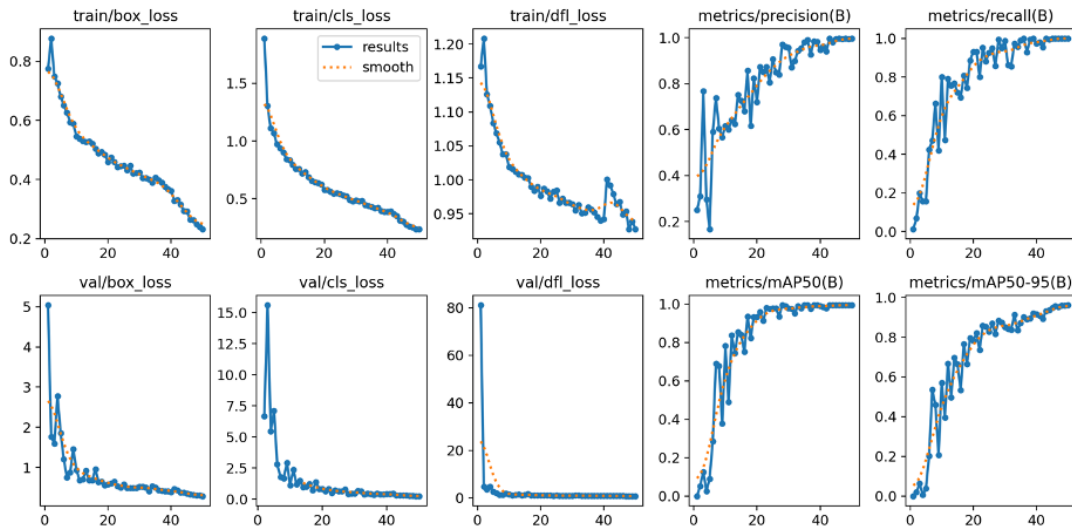 train/box_loss
0.8
0.6
0.4
0.2
0 20 40
train/cls_loss
results
smooth
1.5
1.0
0.5
0 20 40
train/dfl_loss
1.20
1.15
1.10
1.05
1.00
0.95
0 20 40
metrics/precision(B)
1.0
0.8
0.6
0.4
0.2
0 20 40
metrics/recall(B)
1.0
0.8
0.6
0.4
0.2
0.0
0 20 40
val/box_loss
5
4
3
2
1
0 20 40
val/cls_loss
15.0
12.5
10.0
7.5
5.0
2.5
0.0
0 20 40
val/dfl_loss
80
60
40
20
0
0 20 40
metrics/mAP50(B)
1.0
0.8
0.6
0.4
0.2
0.0
0 20 40
metrics/mAP50-95(B)
1.0
0.8
0.6
0.4
0.2
0.0
0 20 40